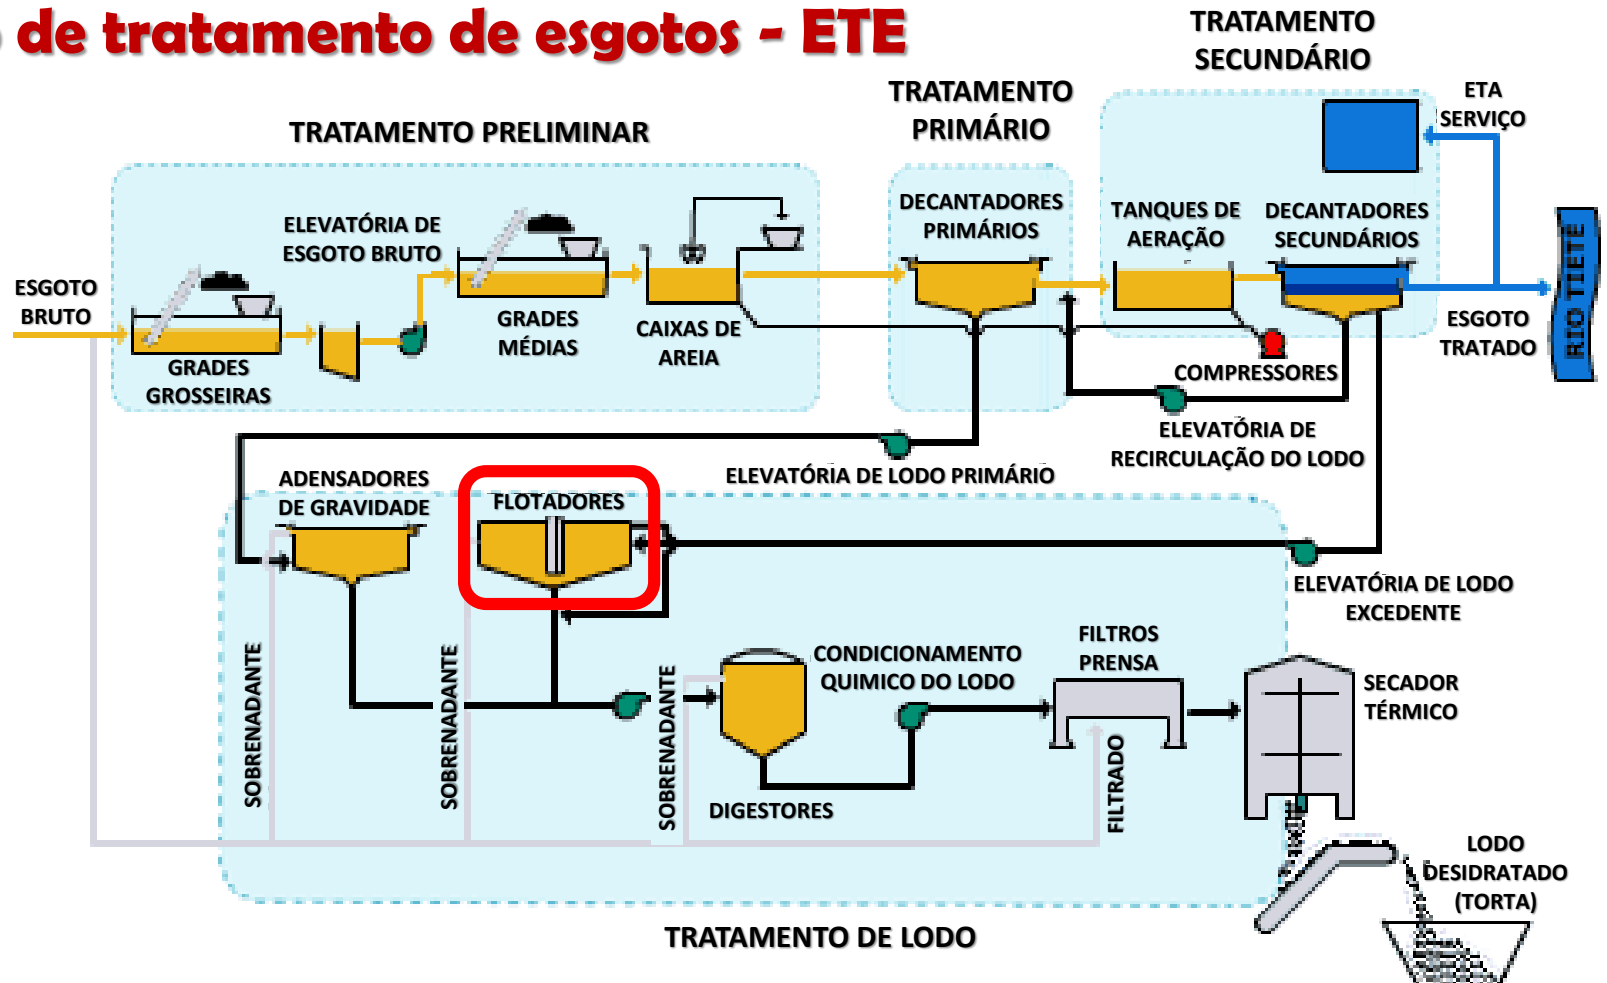 de tratamento de esgotos - ETE
TRATAMENTO
SECUNDÁRIO
TRATAMENTO
PRIMÁRIO
TRATAMENTO PRELIMINAR
ETA
SERVIÇO
DECANTADORES
PRIMÁRIOS
TANQUES DE
AERAÇÃO
DECANTADORES
SECUNDÁRIOS
ELEVATÓRIA DE
ESGOTO BRUTO
ESGOTO
BRUTO
GRADES
GROSSEIRAS
GRADES
MÉDIAS
CAIXAS DE
AREIA
COMPRESSORES
ESGOTO
TRATADO
RIO TIETÊ
ELEVATÓRIA DE
RECIRCULAÇÃO DO LODO
ELEVATÓRIA DE LODO PRIMÁRIO
ADENSADORES
DE GRAVIDADE
FLOTADORES
ELEVATÓRIA DE LODO
EXCEDENTE
SOBRENADANTE
SOBRENADANTE
SOBRENADANTE
CONDICIONAMENTO
QUIMICO DO LODO
FILTROS
PRENSA
SECADOR
TÉRMICO
DIGESTORES
FILTRADO
LODO
DESIDRATADO
(TORTA)
TRATAMENTO DE LODO